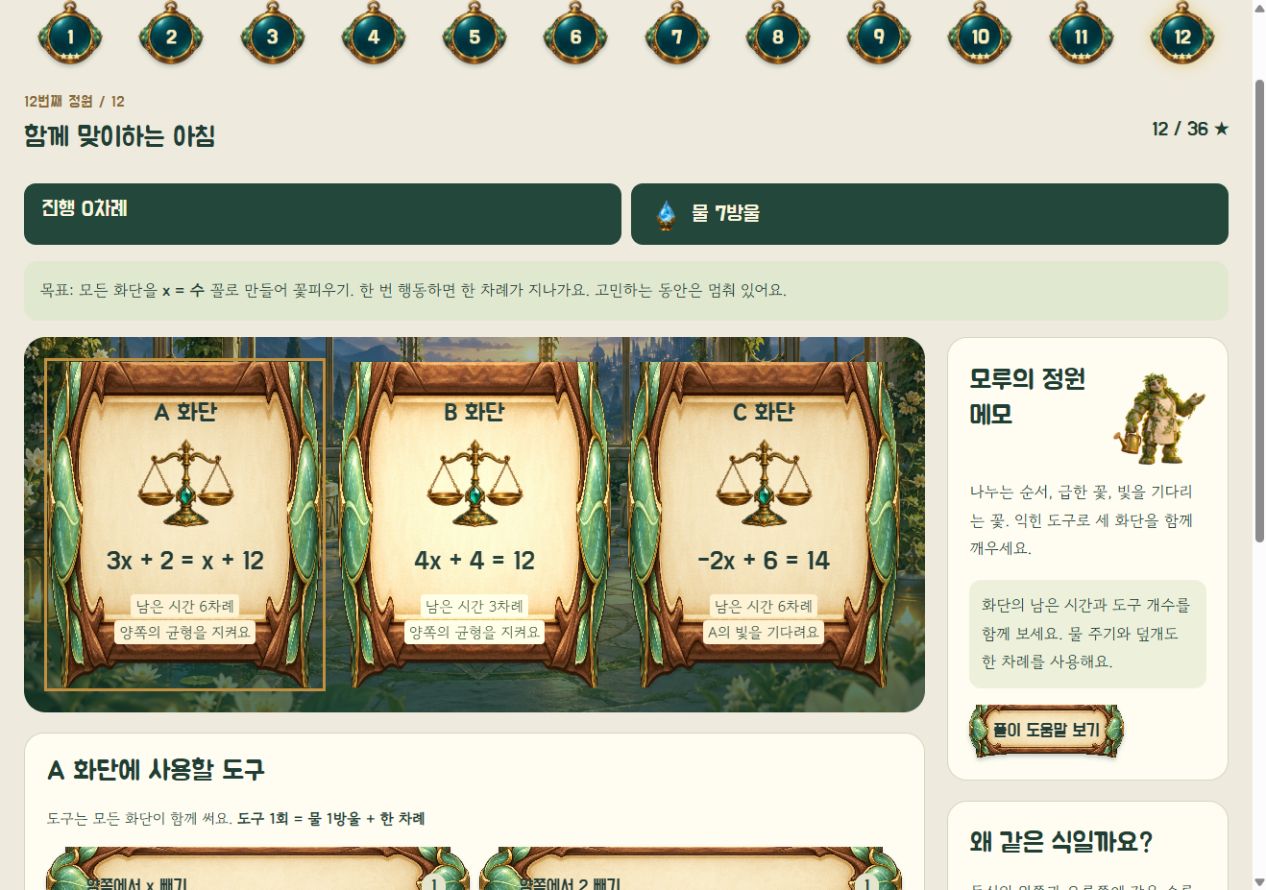 1 2 3 4 5 6 7 8 9 10 11 12
12번째 정원 / 12
함께 맞이하는 아침
12 / 36 ★
진행 0차례
물 7방울
목표: 모든 화단을 x = 수 꼴로 만들어 꽃피우기. 한 번 행동하면 한 차례가 지나가요. 고민하는 동안은 멈춰 있어요.
A 화단
3x + 2 = x + 12
남은 시간 6차례
양쪽의 균형을 지켜요
B 화단
4x + 4 = 12
남은 시간 3차례
양쪽의 균형을 지켜요
C 화단
-2x + 6 = 14
남은 시간 6차례
A의 빛을 기다려요
모루의 정원
메모
나누는 순서, 급한 꽃, 빛을 기다리
는 꽃. 익힌 도구로 세 화단을 함께
깨우세요.
화단의 남은 시간과 도구 개수를
함께 보세요. 물 주기와 덮개도
한 차례를 사용해요.
풀이 도움말 보기
A 화단에 사용할 도구
도구는 모든 화단이 함께 써요. 도구 1회 = 물 1방울 + 한 차례
양쪽에서 x 빼기 1
양쪽에서 2 빼기 1
왜 같은 식일까요?